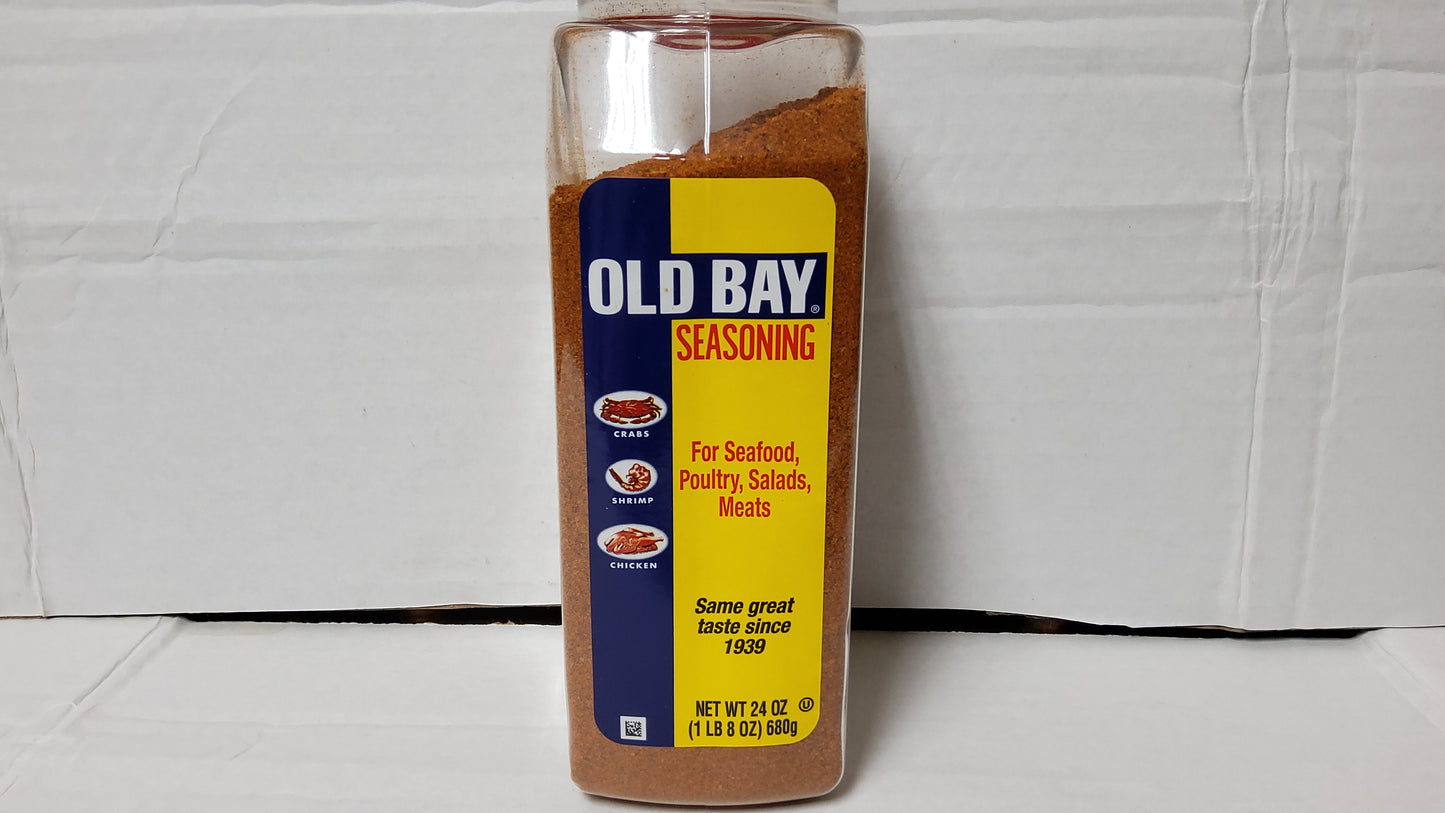 OLD BAY®
SEASONING
CRABS
SHRIMP
CHICKEN
For Seafood,
Poultry, Salads,
Meats
Same great
taste since
1939
NET WT 24 OZ Ⓤ
(1 LB 8 OZ) 680g